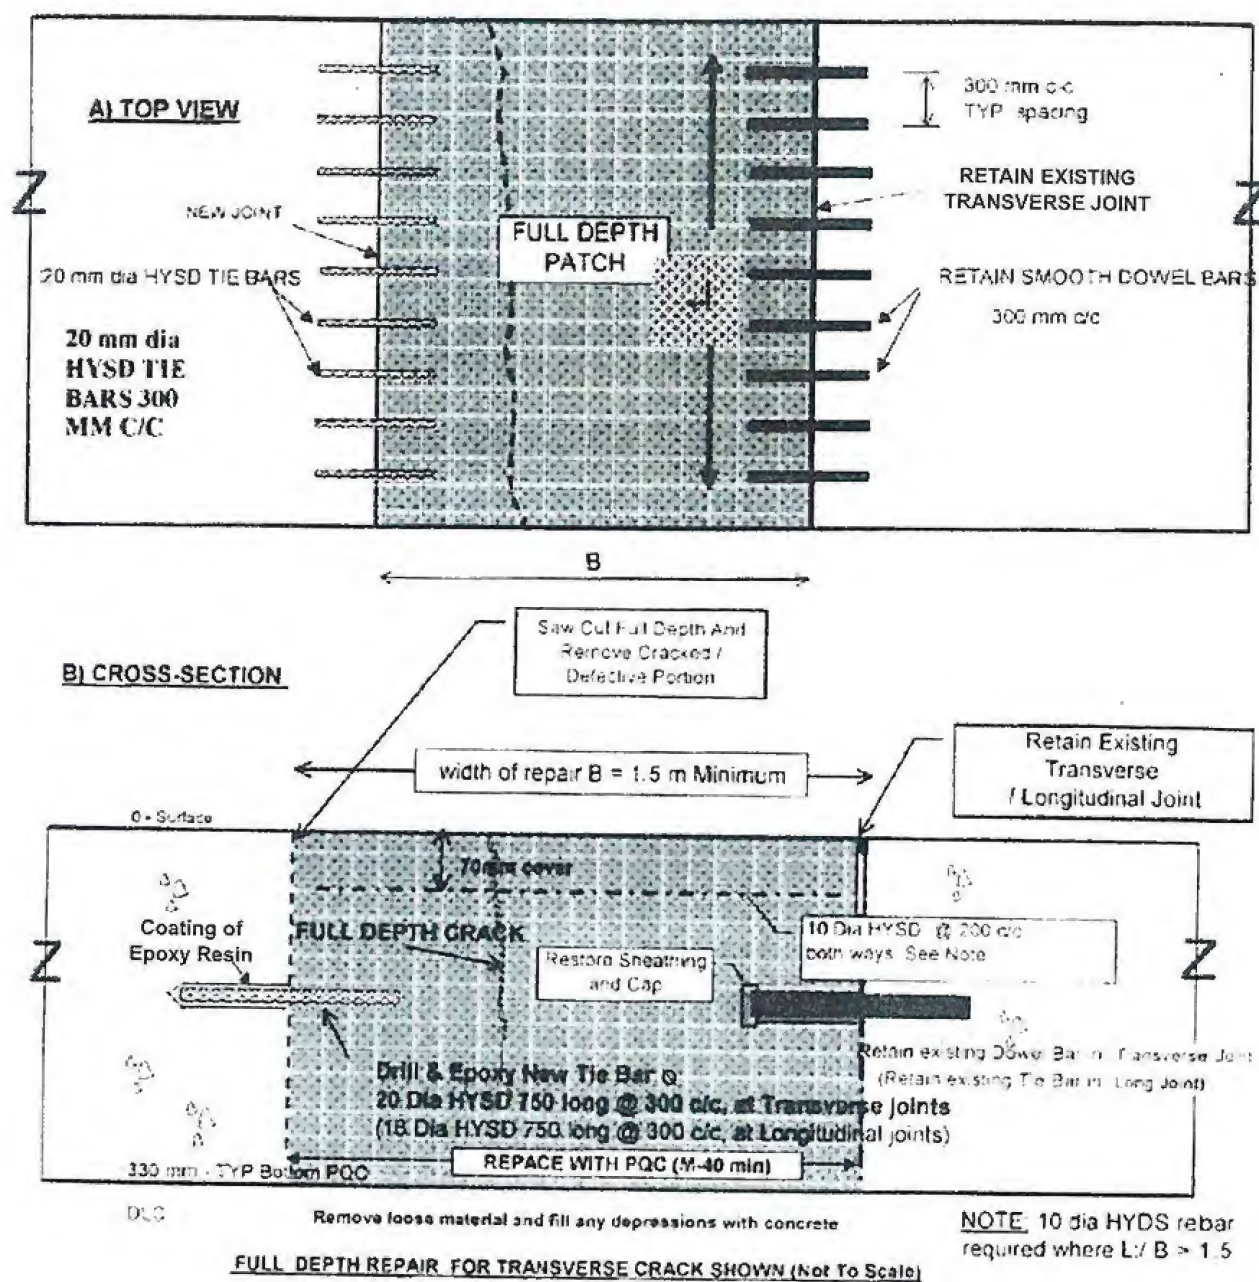 A) TOP VIEW
300 mm c/c
TYP. spacing
Z
Z
RETAIN EXISTING
TRANSVERSE JOINT
NEW JOINT
FULL DEPTH
PATCH
20 mm dia HYSD TIE BARS
L
RETAIN SMOOTH DOWEL BARS
300 mm c/c
20 mm dia
HYSD TIE
BARS 300
MM C/C
B
Saw Cut Full Depth And
Remove Cracked /
Defective Portion
B) CROSS-SECTION
width of repair B = 1.5 m Minimum
Retain Existing
Transverse
/ Longitudinal Joint
0 - Surface
70mm cover
Coating of
Epoxy Resin
FULL DEPTH CRACK
10 Dia HYSD @ 200 c/c
both ways. See Note
Restore Sheathing
and Cap
Z
Z
Retain existing Dowel Bar in Transverse Joint
(Retain existing Tie Bar in Long Joint)
Drill & Epoxy New Tie Bar
20 Dia HYSD 750 long @ 300 c/c, at Transverse joints
(16 Dia HYSD 750 long @ 300 c/c, at Longitudinal joints)
REPACE WITH PQC (M-40 min)
330 mm - TYP Bottom PQC
DLC
Remove loose material and fill any depressions with concrete
NOTE: 10 dia HYDS rebar
required where L / B > 1.5
FULL DEPTH REPAIR FOR TRANSVERSE CRACK SHOWN (Not To Scale)